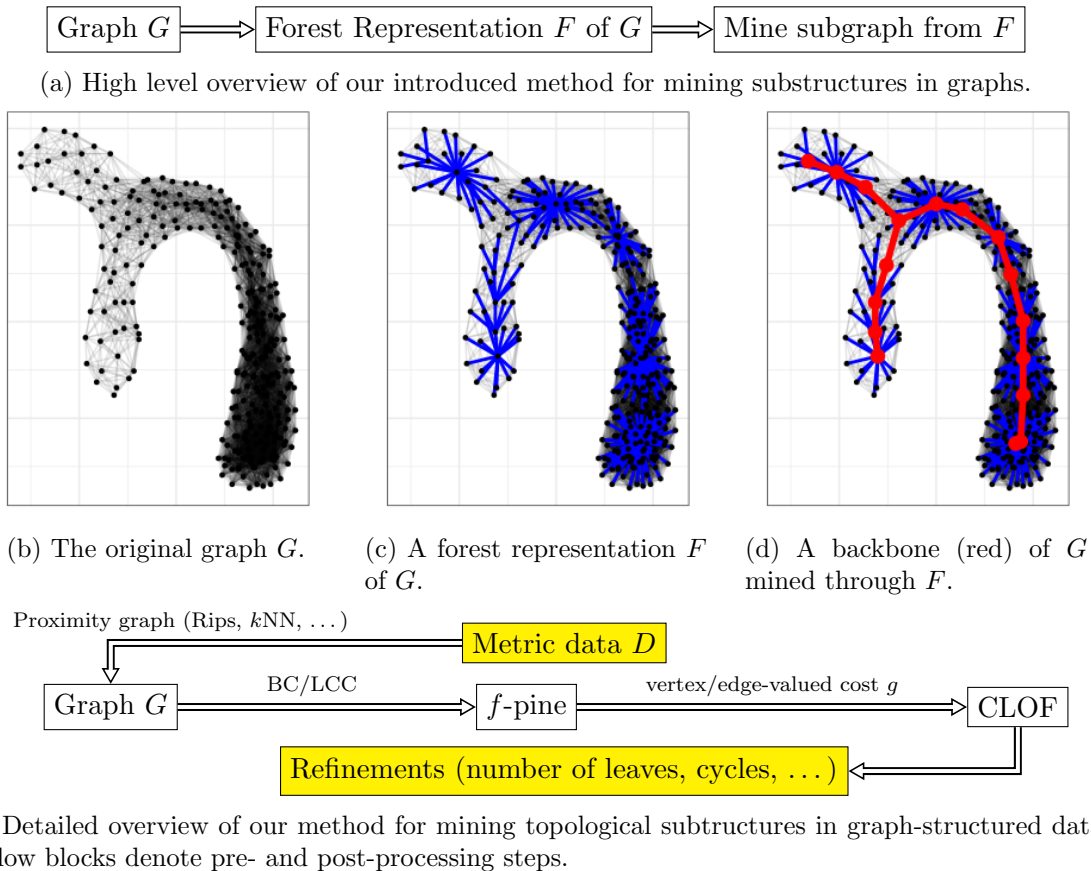 Graph G
Forest Representation F of G
Mine subgraph from F
(a) High level overview of our introduced method for mining substructures in graphs.
(b) The original graph G.
(c) A forest representation F
of G.
(d) A backbone (red) of G
mined through F.
Proximity graph (Rips, kNN, ...)
Metric data D
Graph G
BC/LCC
f-pine
vertex/edge-valued cost g
CLOF
Refinements (number of leaves, cycles, ...)
Detailed overview of our method for mining topological subtructures in graph-structured dat
low blocks denote pre- and post-processing steps.